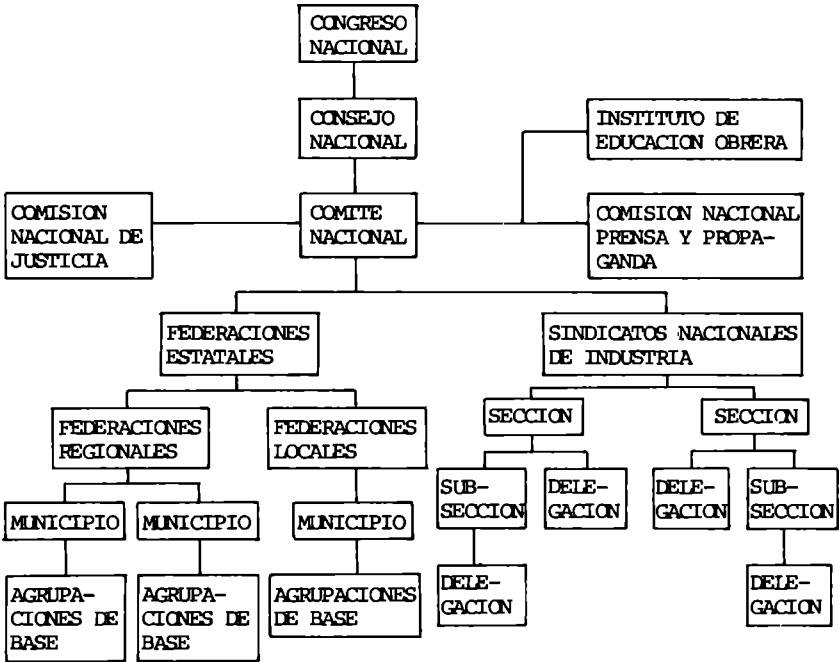 CONGRESO
NACIONAL
CONSEJO
NACIONAL
INSTITUTO DE
EDUCACION OBRERA
COMISION
NACIONAL DE
JUSTICIA
COMITE
NACIONAL
COMISION NACIONAL
PRENSA Y PROPA-
GANDA
FEDERACIONES
ESTATALES
SINDICATOS NACIONALES
DE INDUSTRIA
FEDERACIONES
REGIONALES
FEDERACIONES
LOCALES
SECCION
SECCION
SUB-
SECCION
DELE-
GACION
DELE-
GACION
SUB-
SECCION
MUNICIPIO
MUNICIPIO
MUNICIPIO
AGRUPA-
CIONES DE
BASE
AGRUPA-
CIONES DE
BASE
AGRUPACIONES
DE BASE
DELE-
GACION
DELE-
GACION